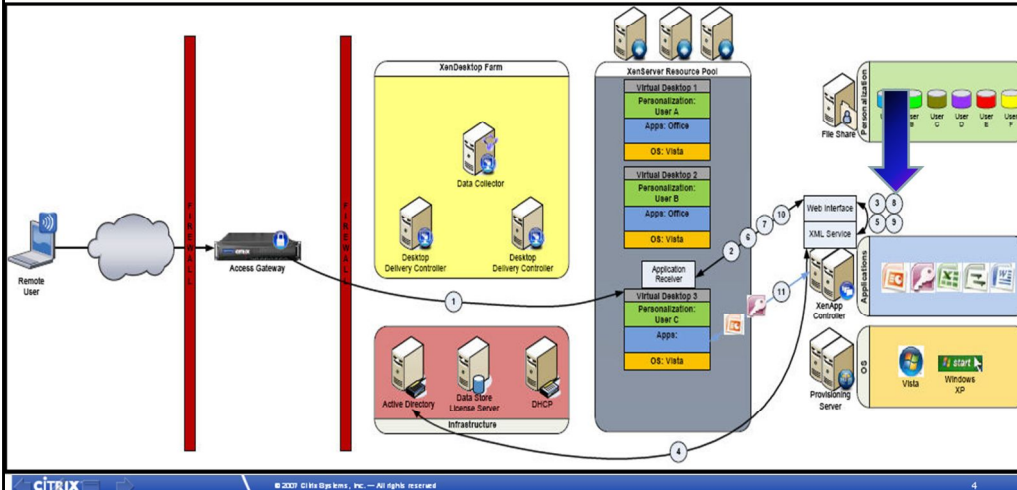 XenDesktop Farm
Data Collector
Desktop
Delivery Controller
Desktop
Delivery Controller
FIREWALL
FIREWALL
Remote
User
Access Gateway
1
Active Directory
Data Store
License Server
DHCP
Infrastructure
XenServer Resource Pool
Virtual Desktop 1
Personalization:
User A
Apps: Office
OS: Vista
Virtual Desktop 2
Personalization:
User B
Apps: Office
OS: Vista
Application
Receiver
Virtual Desktop 3
Personalization:
User C
Apps:
OS: Vista
2
6
7
10
11
4
File Share
Personalization
User
C
User
D
User
E
User
F
Web Interface
XML Service
3
8
5
9
XenApp
Controller
Applications
Provisioning
Server
OS
Vista
start
Windows
XP
CITRIX
© 2007 Citrix Systems, Inc. — All rights reserved
4